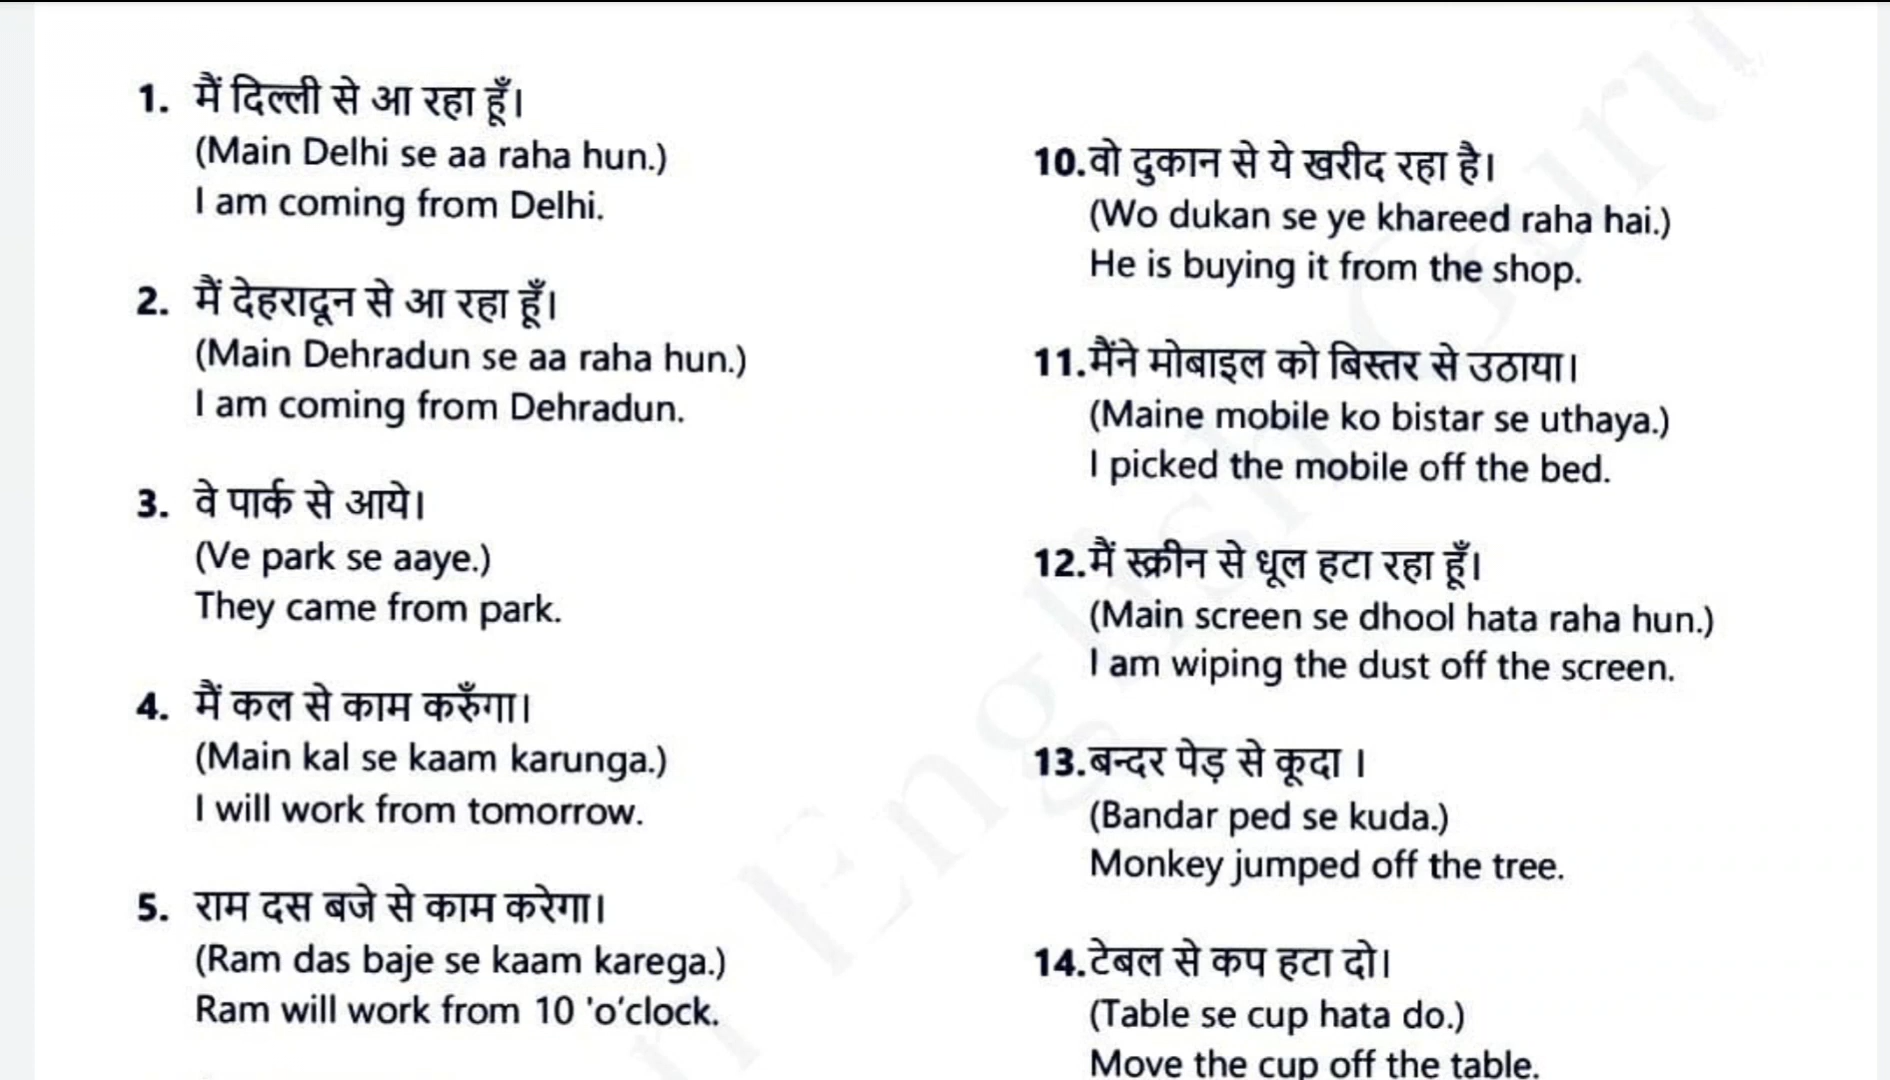 1. मैं दिल्ली से आ रहा हूँ।
(Main Delhi se aa raha hun.)
I am coming from Delhi.
2. मैं देहरादून से आ रहा हूँ।
(Main Dehradun se aa raha hun.)
I am coming from Dehradun.
3. वे पार्क से आये।
(Ve park se aaye.)
They came from park.
4. मैं कल से काम करुँगा।
(Main kal se kaam karunga.)
I will work from tomorrow.
5. राम दस बजे से काम करेगा।
(Ram das baje se kaam karega.)
Ram will work from 10 'o'clock.
10.वो दुकान से ये खरीद रहा है।
(Wo dukan se ye khareed raha hai.)
He is buying it from the shop.
11.मैंने मोबाइल को बिस्तर से उठाया।
(Maine mobile ko bistar se uthaya.)
I picked the mobile off the bed.
12.मैं स्क्रीन से धूल हटा रहा हूँ।
(Main screen se dhool hata raha hun.)
I am wiping the dust off the screen.
13.बन्दर पेड़ से कूदा ।
(Bandar ped se kuda.)
Monkey jumped off the tree.
14.टेबल से कप हटा दो।
(Table se cup hata do.)
Move the cup off the table.
English Guru